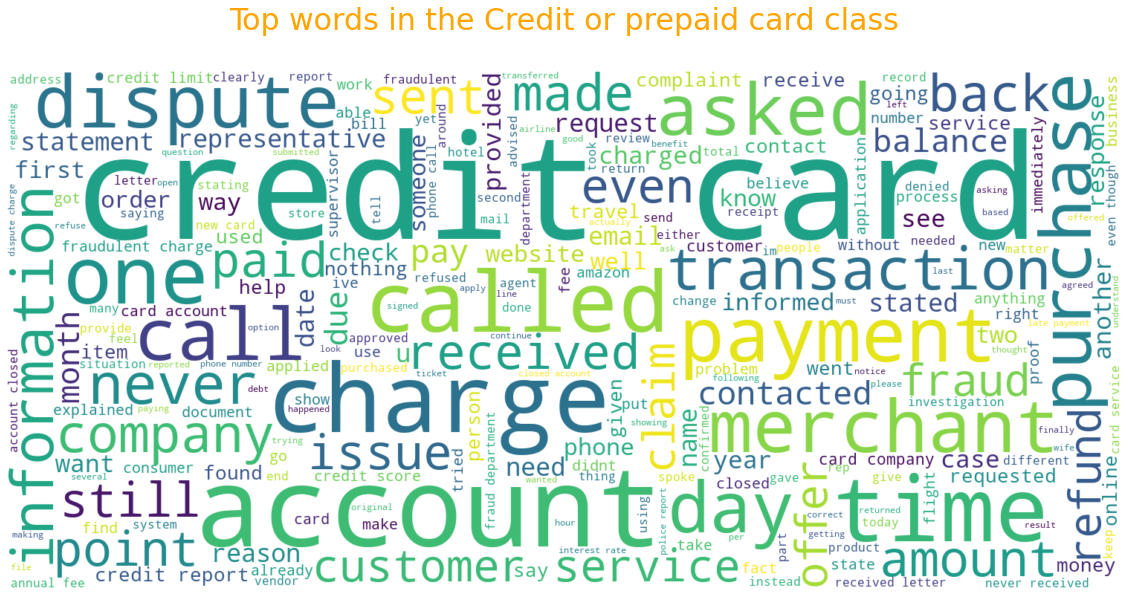 Top words in the Credit or prepaid card class
address
credit limit
clearly
report
work
fraudulent
transferred
complaint
receive
record
going
back
dispute
sent
made
asked
left
number
service
purchase
business
response
regarding
able
bill
yet
around
provided
request
airline
statement
representative
someone
phone call
advised
review
good
took
benefit
charged
total
contact
balance
immediately
first
question
submitted
supervisor
hotel
return
credit card
even
know
believe
application
denied
process
asking
based
even though
letter
open
stating
got
order
saying
way
store
tell
second
mail
department
travel
actually
send
receipt
either
see
needed
offered
dispute charge
refuse
new card
used
fraudulent charge
check
email
customer
im
people
without
new
matter
information
one
paid
nothing
pay
website
well
ask
transaction
last
agreed
understand
help
ive
refused
amazon
fee
agent
apply
line
done
signed
called
change
informed
stated
must
anything
right
another
many
card account
date
due
month
call
option
provide
feel
item
look
approved
use
u
received
continue
payment
two
late payment
thought
situation
reported
phone number
applied
purchased
ticket
closed account
claim
problem
following
went
notice
please
proof
account closed
never
debt
show
happened
charge
given
put
showing
contacted
fraud
investigation
card service
explained
paying
document
person
company
trying
issue
phone
name
confirmed
merchant
finally
wife
refund
want
several
consumer
go
end
found
credit score
tried
fraud department
need
wanted
didnt
thing
spoke
year
closed
gave
card company
rep
give
case
different
requested
online
still
original
card
make
account
hour
using
police report
day
offer
time
returned
today
flight
result
find
system
making
point
reason
already
customer service
say
interest rate
take
per
part
correct
getting
product
amount
keep
file
annual fee
credit report
vendor
instead
fact
state
received letter
never received
money